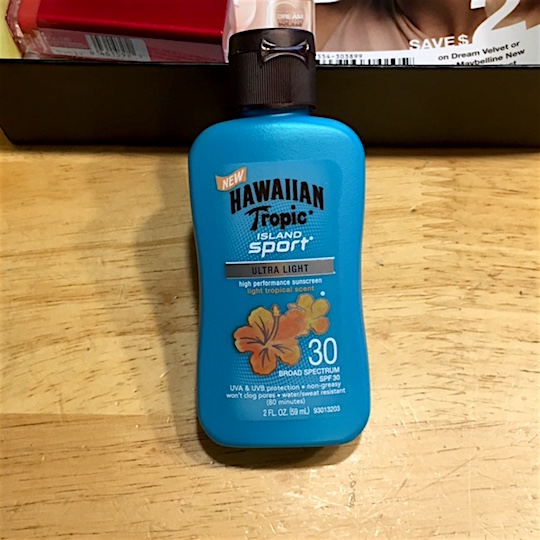 DREAM
SAVE $2
on Dream Velvet or
Maybelline New
NEW
HAWAIIAN
Tropic
ISLAND
sport
ULTRA LIGHT
high performance sunscreen
light tropical scent
30
BROAD SPECTRUM
SPF 30
UVA & UVB protection • non-greasy
won't clog pores • water/sweat resistant
(80 minutes)
2 FL. OZ. (59 mL) 93013203